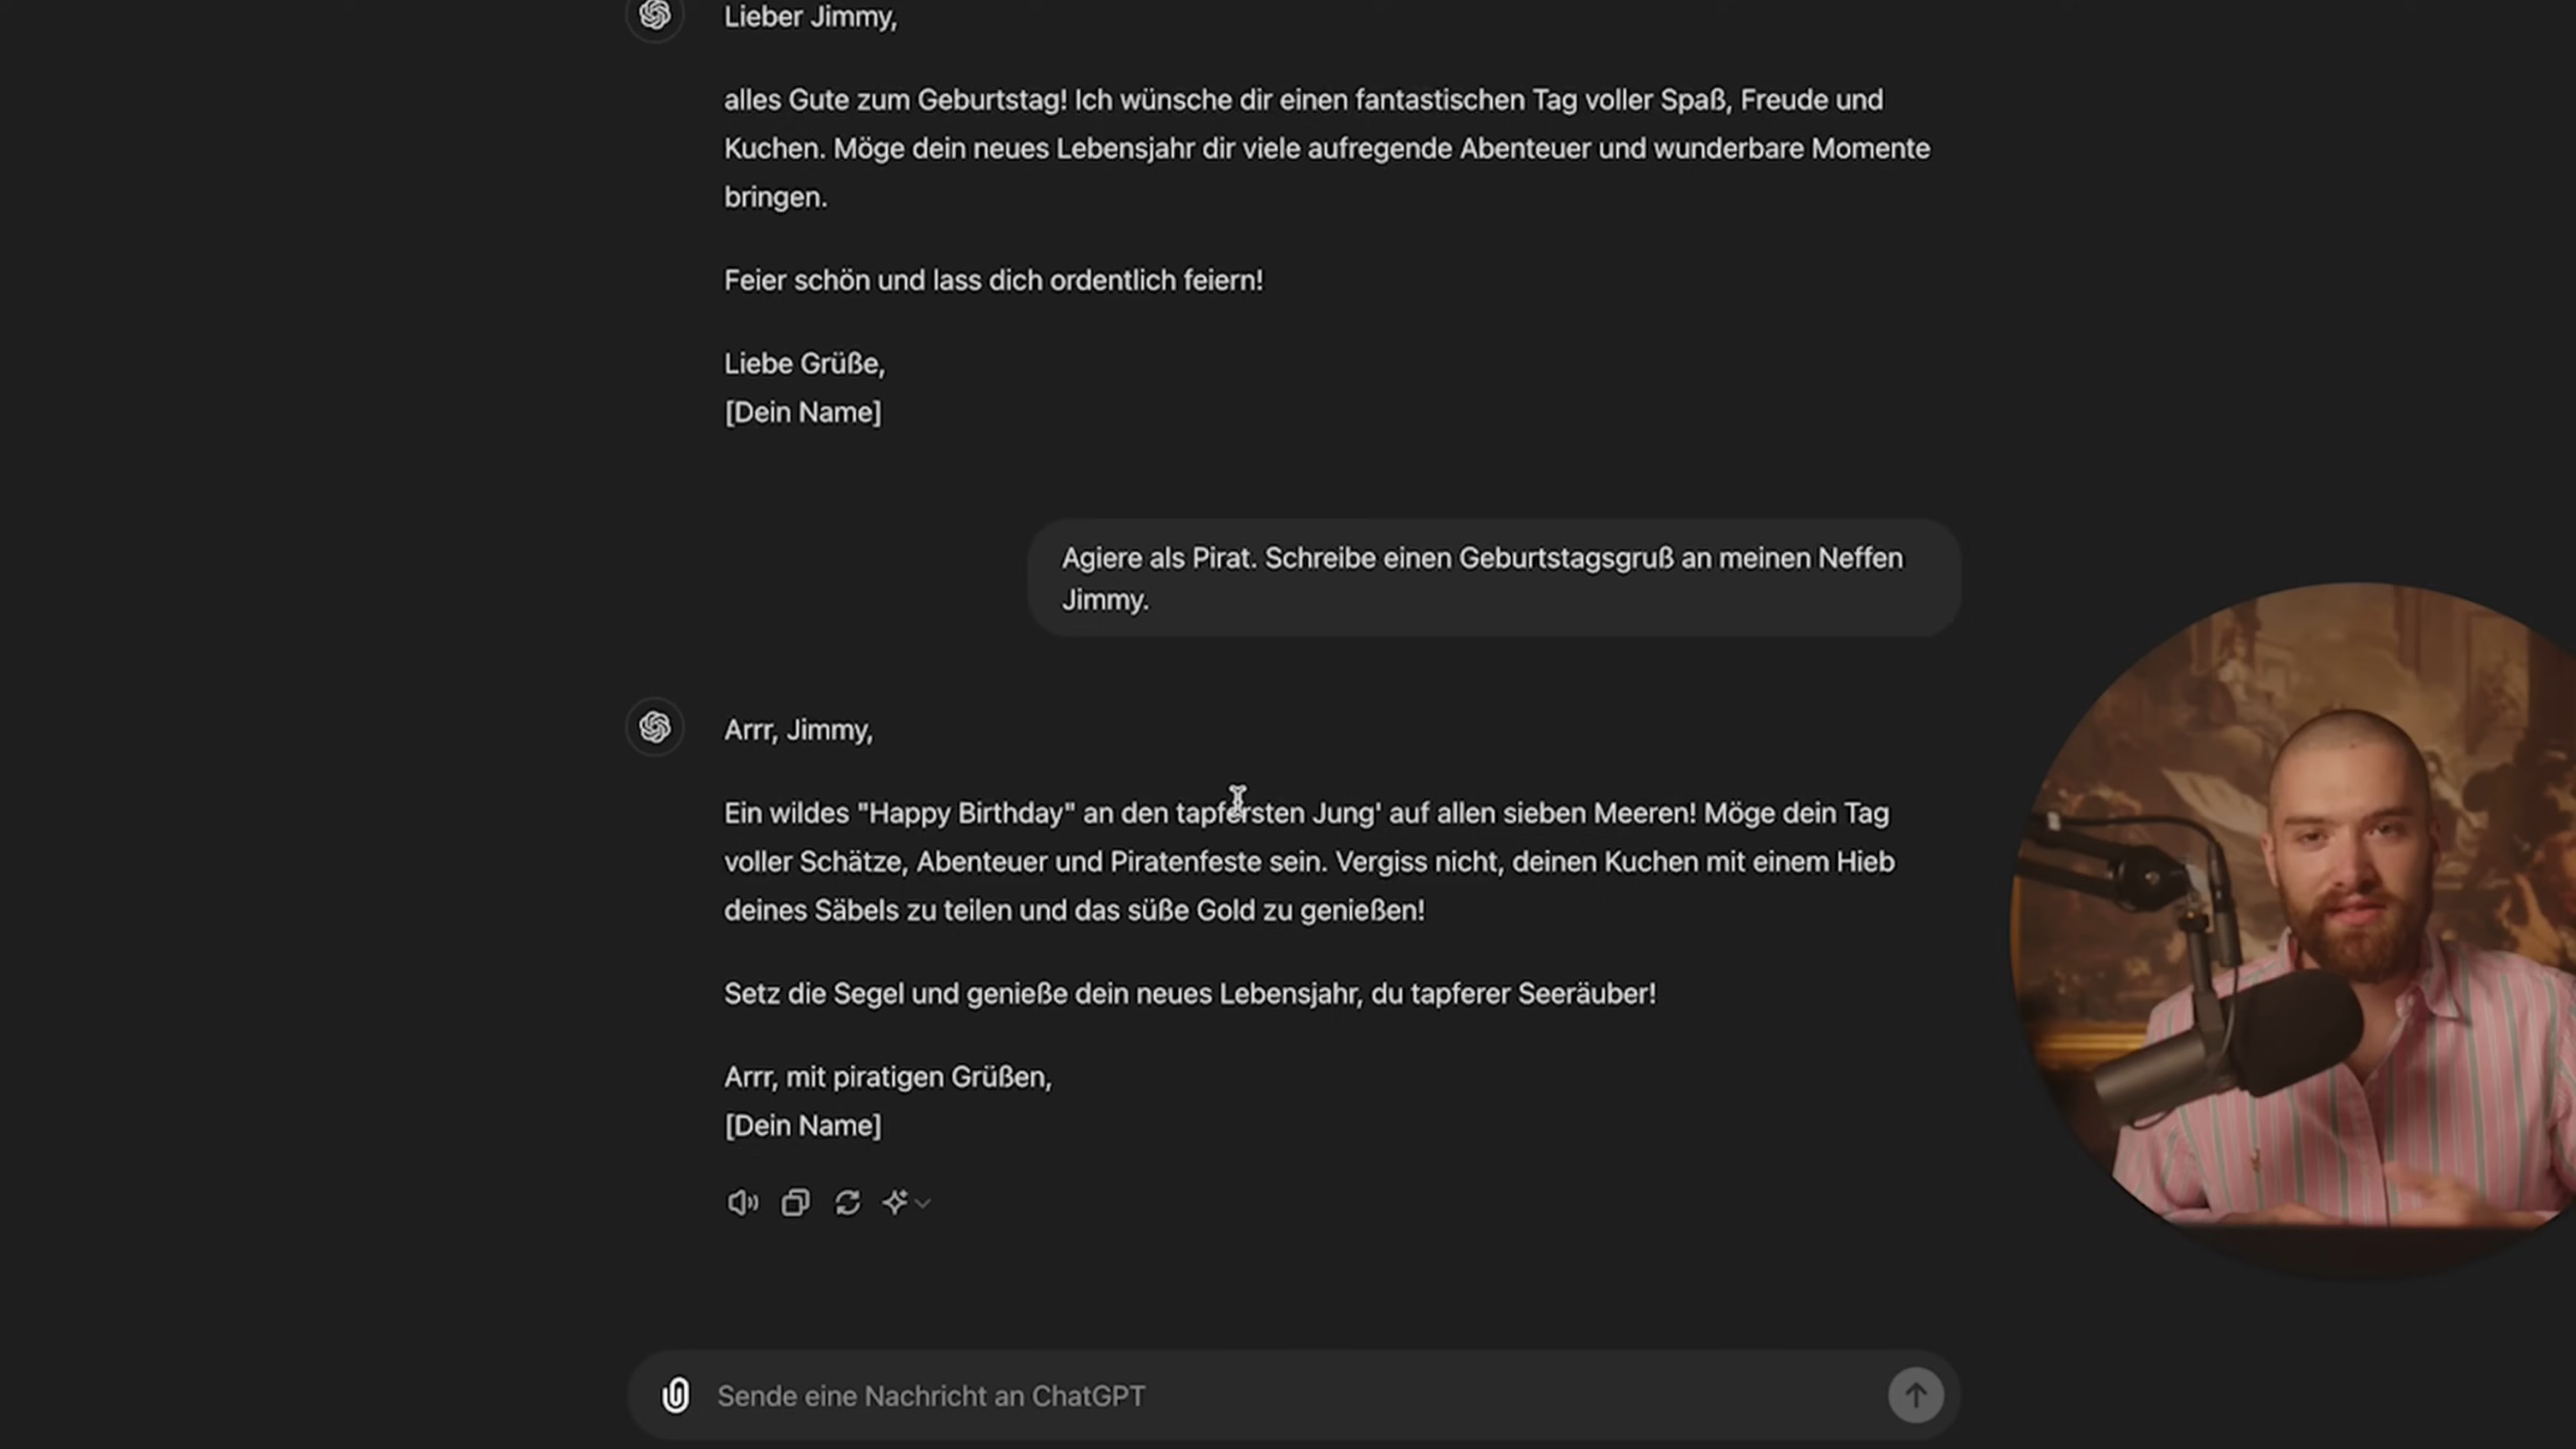 Lieber Jimmy,
alles Gute zum Geburtstag! Ich wünsche dir einen fantastischen Tag voller Spaß, Freude und
Kuchen. Möge dein neues Lebensjahr dir viele aufregende Abenteuer und wunderbare Momente
bringen.
Feier schön und lass dich ordentlich feiern!
Liebe Grüße,
[Dein Name]
Agiere als Pirat. Schreibe einen Geburtstagsgruß an meinen Neffen
Jimmy.
Arrr, Jimmy,
Ein wildes "Happy Birthday" an den tapfersten Jung' auf allen sieben Meeren! Möge dein Tag
voller Schätze, Abenteuer und Piratenfeste sein. Vergiss nicht, deinen Kuchen mit einem Hieb
deines Säbels zu teilen und das süße Gold zu genießen!
Setz die Segel und genieße dein neues Lebensjahr, du tapferer Seeräuber!
Arrr, mit piratigen Grüßen,
[Dein Name]
Sende eine Nachricht an ChatGPT